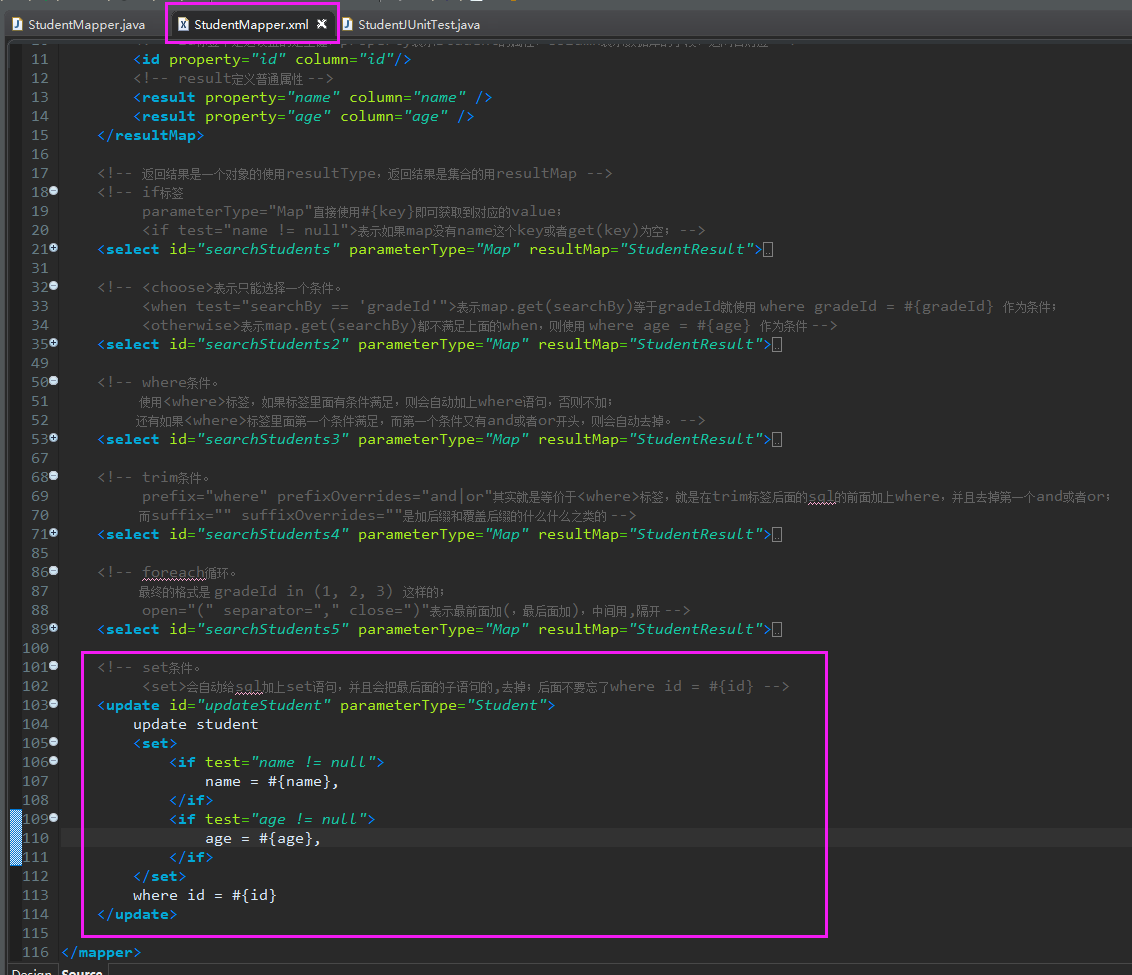 StudentMapper.java StudentMapper.xml StudentJUnitTest.java
11 <id property="id" column="id"/>
12 <!-- result定义普通属性 -->
13 <result property="name" column="name" />
14 <result property="age" column="age" />
15 </resultMap>
16
17 <!-- 返回结果是一个对象的使用resultType，返回结果是集合的用resultMap -->
18 <!-- if标签
19 parameterType="Map"直接使用#{key}即可获取到对应的value；
20 <if test="name != null">表示如果map没有name这个key或者get(key)为空； -->
21 <select id="searchStudents" parameterType="Map" resultMap="StudentResult">
31
32 <!-- <choose>表示只能选择一个条件。
33 <when test="searchBy == 'gradeId'">表示map.get(searchBy)等于gradeId就使用 where gradeId = #{gradeId} 作为条件；
34 <otherwise>表示map.get(searchBy)都不满足上面的when，则使用 where age = #{age} 作为条件 -->
35 <select id="searchStudents2" parameterType="Map" resultMap="StudentResult">
49
50 <!-- where条件。
51 使用<where>标签，如果标签里面有条件满足，则会自动加上where语句，否则不加；
52 还有如果<where>标签里面第一个条件满足，而第一个条件又有and或者or开头，则会自动去掉。 -->
53 <select id="searchStudents3" parameterType="Map" resultMap="StudentResult">
67
68 <!-- trim条件。
69 prefix="where" prefixOverrides="and|or"其实就是等价于<where>标签，就是在trim标签后面的sql的前面加上where，并且去掉第一个and或者or；
70 而suffix="" suffixOverrides=""是加后缀和覆盖后缀的什么什么之类的 -->
71 <select id="searchStudents4" parameterType="Map" resultMap="StudentResult">
85
86 <!-- foreach循环。
87 最终的格式是 gradeId in (1, 2, 3) 这样的；
88 open="(" separator="," close=")"表示最前面加(，最后面加)，中间用,隔开 -->
89 <select id="searchStudents5" parameterType="Map" resultMap="StudentResult">
100
101 <!-- set条件。
102 <set>会自动给sql加上set语句，并且会把最后面的子语句的,去掉；后面不要忘了where id = #{id} -->
103 <update id="updateStudent" parameterType="Student">
104 update student
105 <set>
106 <if test="name != null">
107 name = #{name},
108 </if>
109 <if test="age != null">
110 age = #{age},
111 </if>
112 </set>
113 where id = #{id}
114 </update>
115
116 </mapper>
Design Source